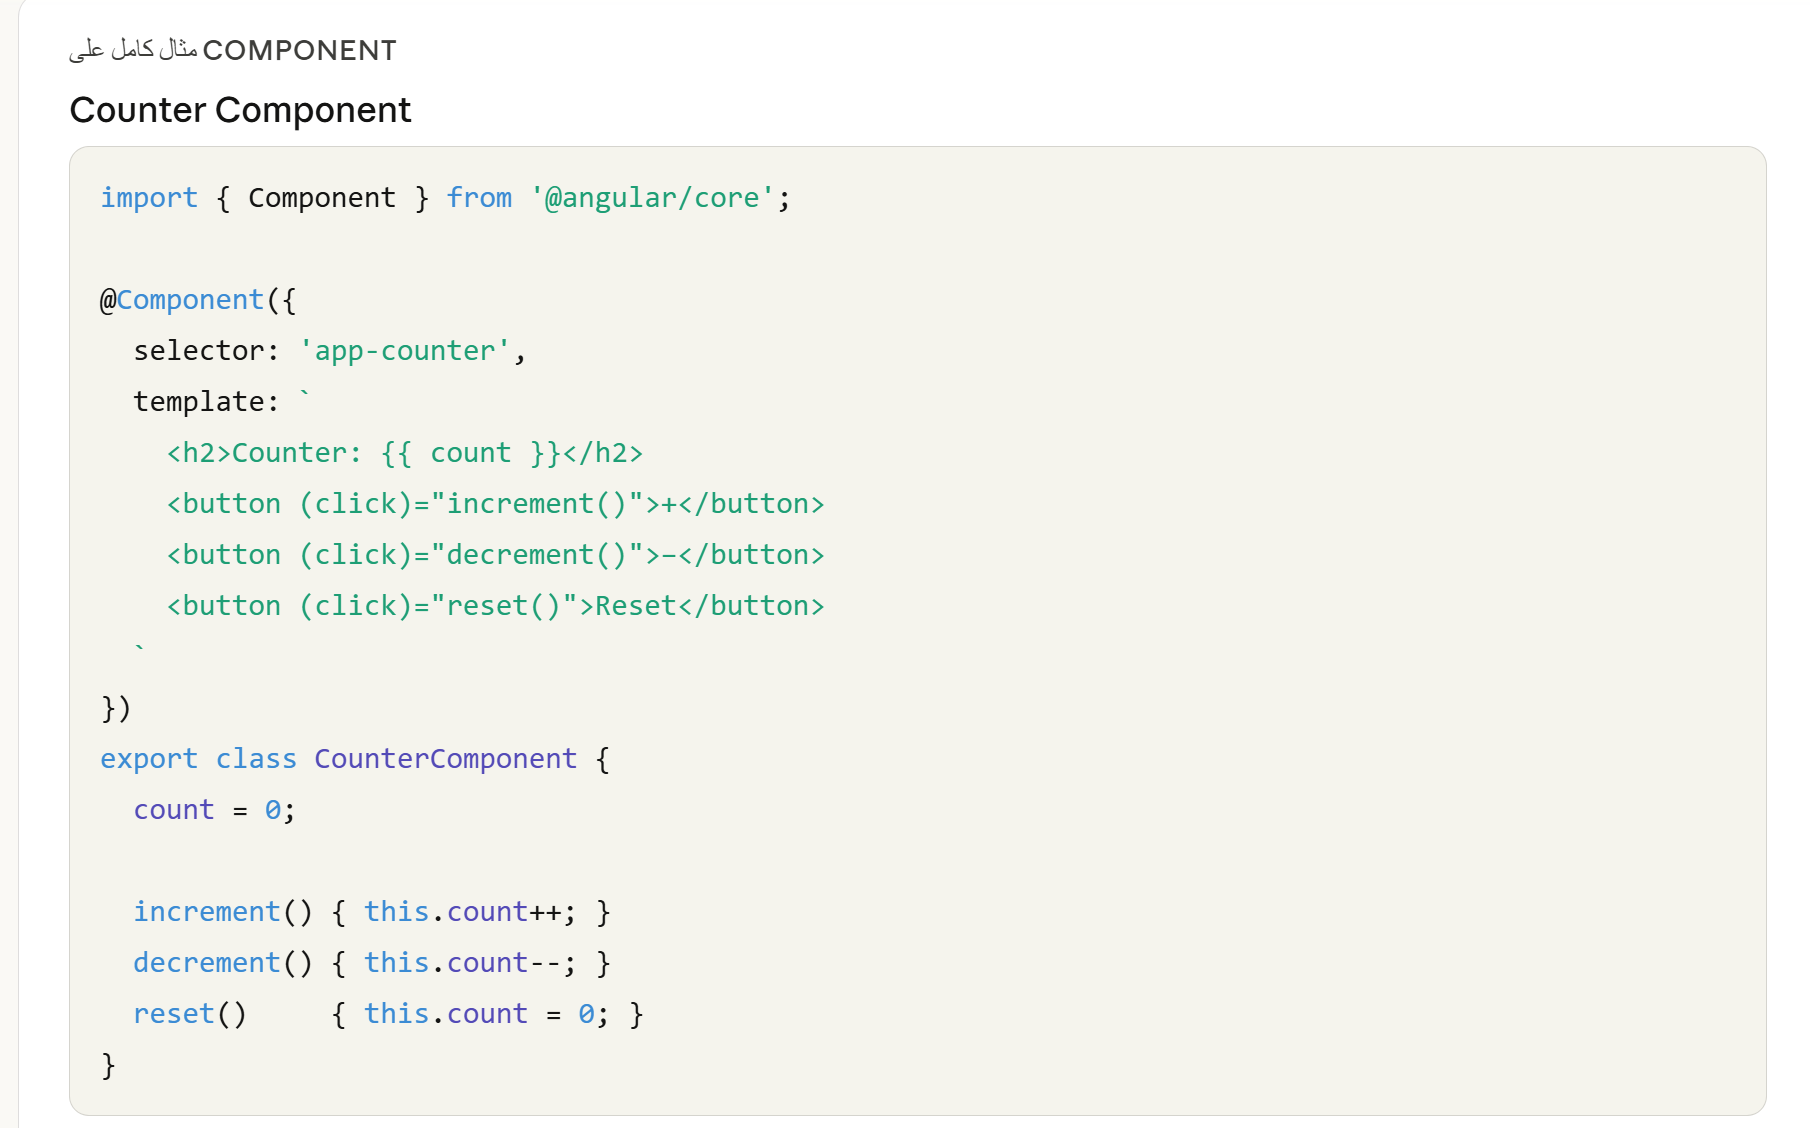 مثال كامل على COMPONENT
Counter Component
import { Component } from '@angular/core';
@Component({
  selector: 'app-counter',
  template: `
    <h2>Counter: {{ count }}</h2>
    <button (click)="increment()">+</button>
    <button (click)="decrement()">−</button>
    <button (click)="reset()">Reset</button>
  `
})
export class CounterComponent {
  count = 0;
  increment() { this.count++; }
  decrement() { this.count--; }
  reset()     { this.count = 0; }
}